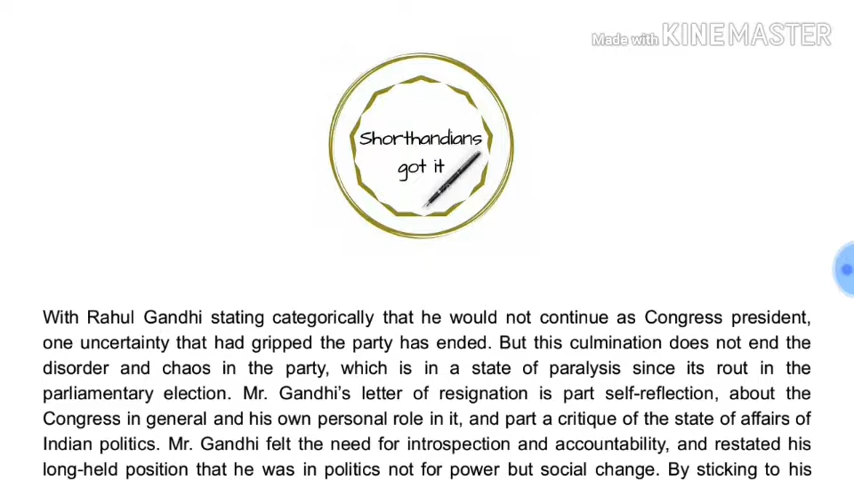 Made with KINEMASTER
Shorthandians
got it
With Rahul Gandhi stating categorically that he would not continue as Congress president,
one uncertainty that had gripped the party has ended. But this culmination does not end the
disorder and chaos in the party, which is in a state of paralysis since its rout in the
parliamentary election. Mr. Gandhi's letter of resignation is part self-reflection, about the
Congress in general and his own personal role in it, and part a critique of the state of affairs of
Indian politics. Mr. Gandhi felt the need for introspection and accountability, and restated his
long-held position that he was in politics not for power but social change. By sticking to his